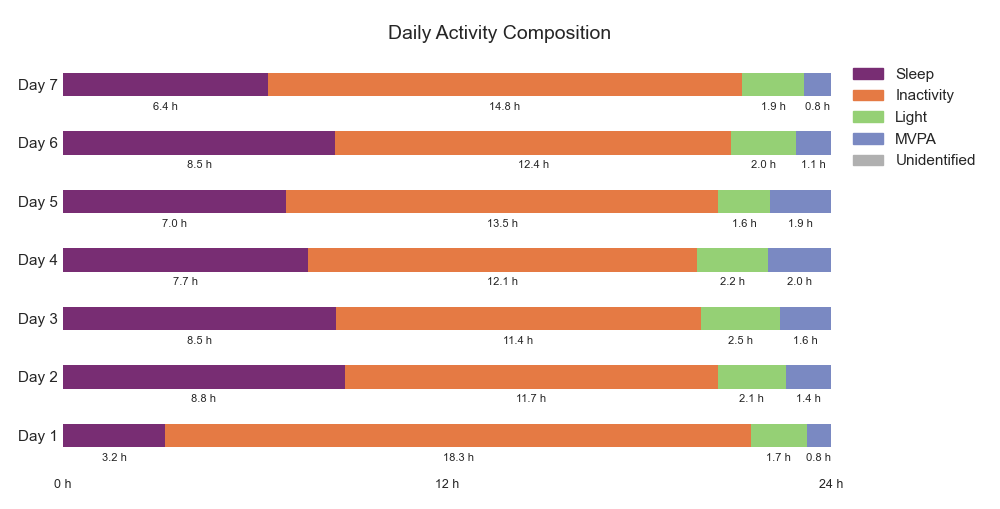 Daily Activity Composition
Day 7
6.4 h 14.8 h 1.9 h 0.8 h
Day 6
8.5 h 12.4 h 2.0 h 1.1 h
Day 5
7.0 h 13.5 h 1.6 h 1.9 h
Day 4
7.7 h 12.1 h 2.2 h 2.0 h
Day 3
8.5 h 11.4 h 2.5 h 1.6 h
Day 2
8.8 h 11.7 h 2.1 h 1.4 h
Day 1
3.2 h 18.3 h 1.7 h 0.8 h
0 h 12 h 24 h
Sleep
Inactivity
Light
MVPA
Unidentified